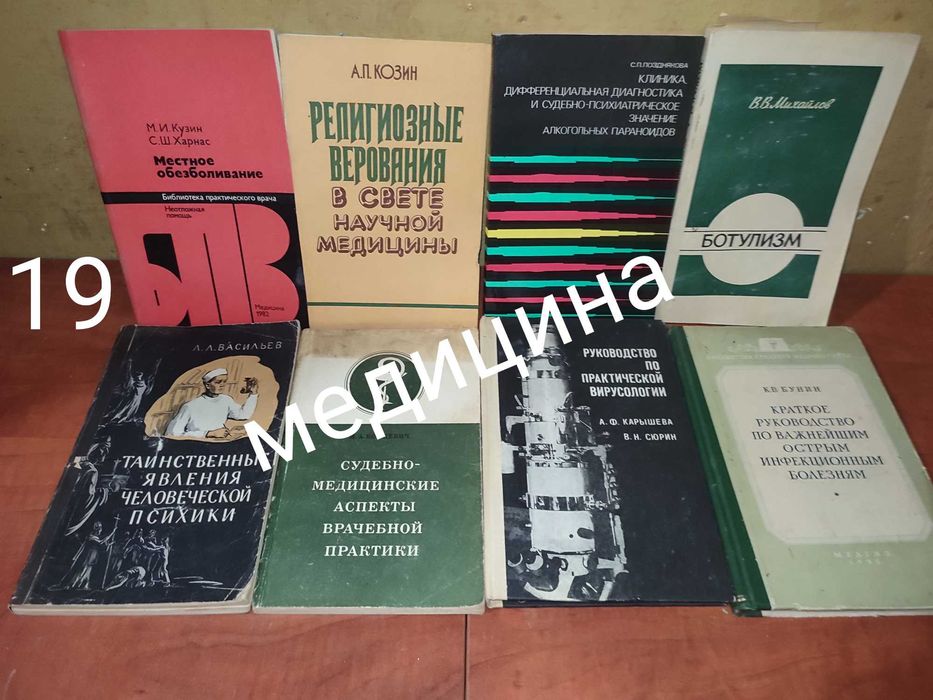 М.И. Кузин
С.Ш. Харнас
Местное
обезболивание
Библиотека практического врача
Неотложная
помощь
БПВ
Медицина
1982
А.П. КОЗИН
РЕЛИГИОЗНЫЕ
ВЕРОВАНИЯ
В СВЕТЕ
НАУЧНОЙ
МЕДИЦИНЫ
С.П. ПОЗДНЯКОВА
КЛИНИКА,
ДИФФЕРЕНЦИАЛЬНАЯ ДИАГНОСТИКА
И СУДЕБНО-ПСИХИАТРИЧЕСКОЕ
ЗНАЧЕНИЕ
АЛКОГОЛЬНЫХ ПАРАНОИДОВ
В.В. Михайлов
БОТУЛИЗМ
19
медицина
Л. Л. ВАСИЛЬЕВ
ТАИНСТВЕННЫЕ
ЯВЛЕНИЯ
ЧЕЛОВЕЧЕСКОЙ
ПСИХИКИ
СУДЕБНО-
МЕДИЦИНСКИЕ
АСПЕКТЫ
ВРАЧЕБНОЙ
ПРАКТИКИ
РУКОВОДСТВО
ПО
ПРАКТИЧЕСКОЙ
ВИРУСОЛОГИИ
А. Ф. КАРЫШЕВА
В. Н. СЮРИН
К.В. БУНИН
КРАТКОЕ
РУКОВОДСТВО
ПО ВАЖНЕЙШИМ
ОСТРЫМ
ИНФЕКЦИОННЫМ
БОЛЕЗНЯМ
МЕДГИЗ